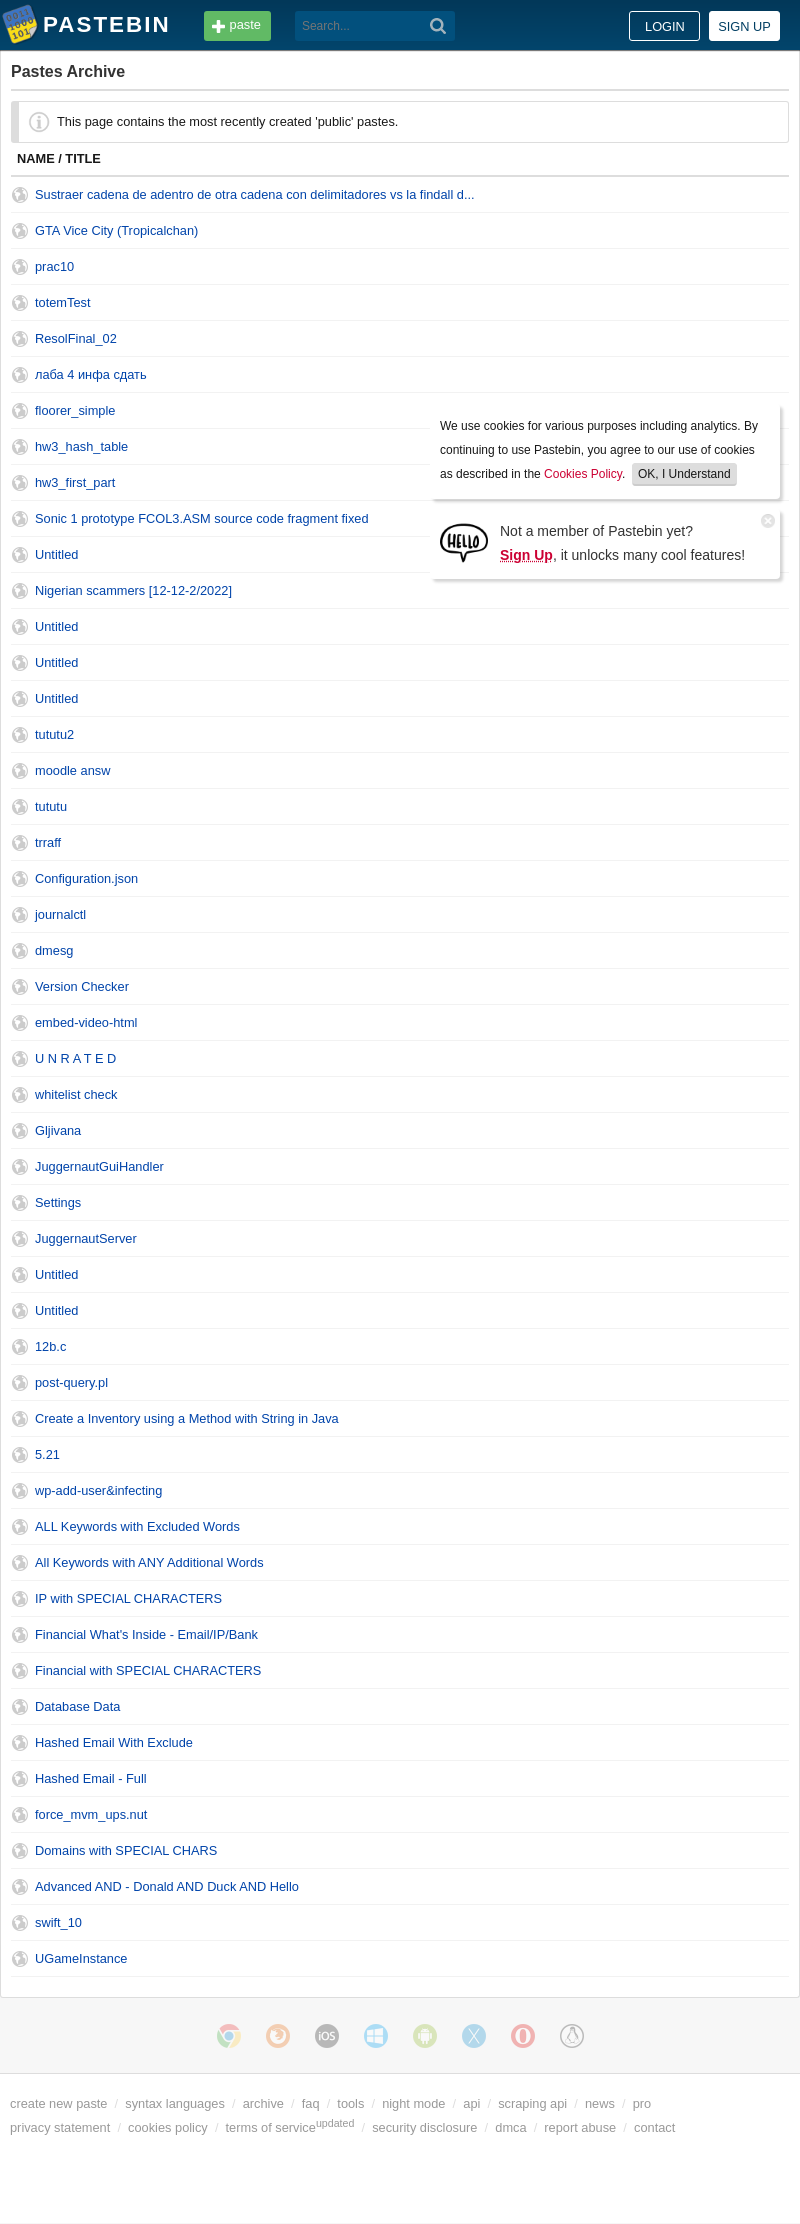 PASTEBIN
paste
Search...
LOGIN
SIGN UP
Pastes Archive
This page contains the most recently created 'public' pastes.
NAME / TITLE
Sustraer cadena de adentro de otra cadena con delimitadores vs la findall d...
GTA Vice City (Tropicalchan)
prac10
totemTest
ResolFinal_02
лаба 4 инфа сдать
floorer_simple
hw3_hash_table
hw3_first_part
Sonic 1 prototype FCOL3.ASM source code fragment fixed
Untitled
Nigerian scammers [12-12-2/2022]
We use cookies for various purposes including analytics. By
continuing to use Pastebin, you agree to our use of cookies
as described in the Cookies Policy. OK, I Understand
HELLO
Not a member of Pastebin yet?
Sign Up, it unlocks many cool features!
Untitled
Untitled
Untitled
tututu2
moodle answ
tututu
trraff
Configuration.json
journalctl
dmesg
Version Checker
embed-video-html
U N R A T E D
whitelist check
Gljivana
JuggernautGuiHandler
Settings
JuggernautServer
Untitled
Untitled
12b.c
post-query.pl
Create a Inventory using a Method with String in Java
5.21
wp-add-user&infecting
ALL Keywords with Excluded Words
All Keywords with ANY Additional Words
IP with SPECIAL CHARACTERS
Financial What's Inside - Email/IP/Bank
Financial with SPECIAL CHARACTERS
Database Data
Hashed Email With Exclude
Hashed Email - Full
force_mvm_ups.nut
Domains with SPECIAL CHARS
Advanced AND - Donald AND Duck AND Hello
swift_10
UGameInstance
iOS
create new paste / syntax languages / archive / faq / tools / night mode / api / scraping api / news / pro
privacy statement / cookies policy / terms of service updated / security disclosure / dmca / report abuse / contact